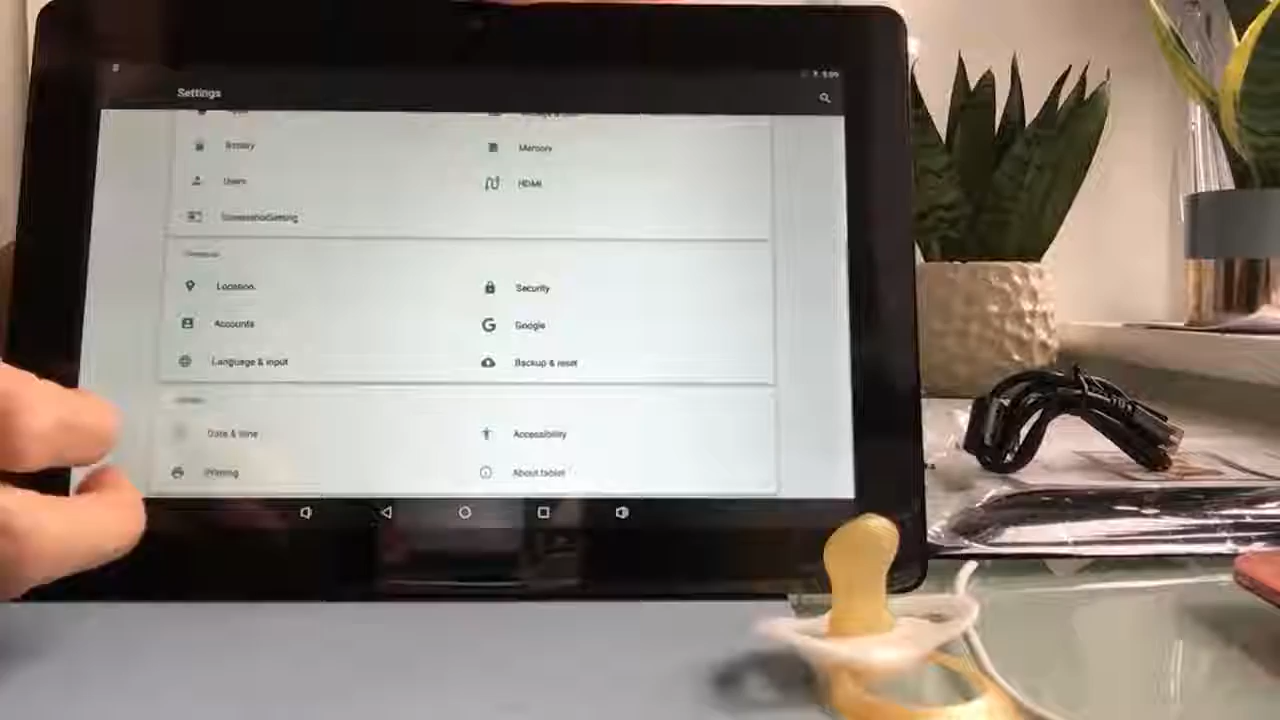 Settings
Battery
Memory
Users
HDMI
ScreenshotSetting
Location
Security
Accounts
Google
Language & input
Backup & reset
Date & time
Accessibility
Printing
About tablet